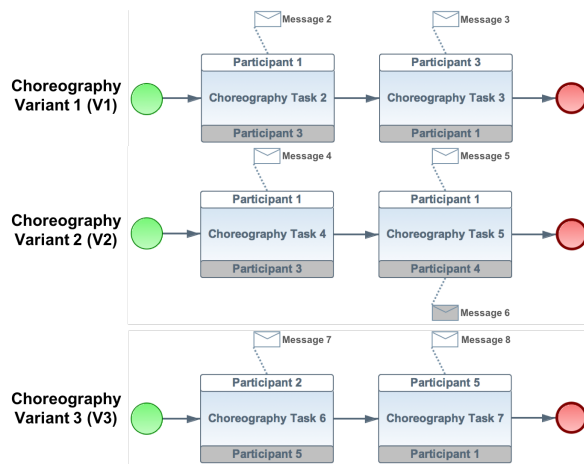 Message 2
Message 3
Participant 1
Participant 3
Choreography
Variant 1 (V1)
Choreography Task 2
Choreography Task 3
Participant 3
Participant 1
Message 4
Message 5
Participant 1
Participant 1
Choreography
Variant 2 (V2)
Choreography Task 4
Choreography Task 5
Participant 3
Participant 4
Message 6
Message 7
Message 8
Participant 2
Participant 5
Choreography
Variant 3 (V3)
Choreography Task 6
Choreography Task 7
Participant 5
Participant 1